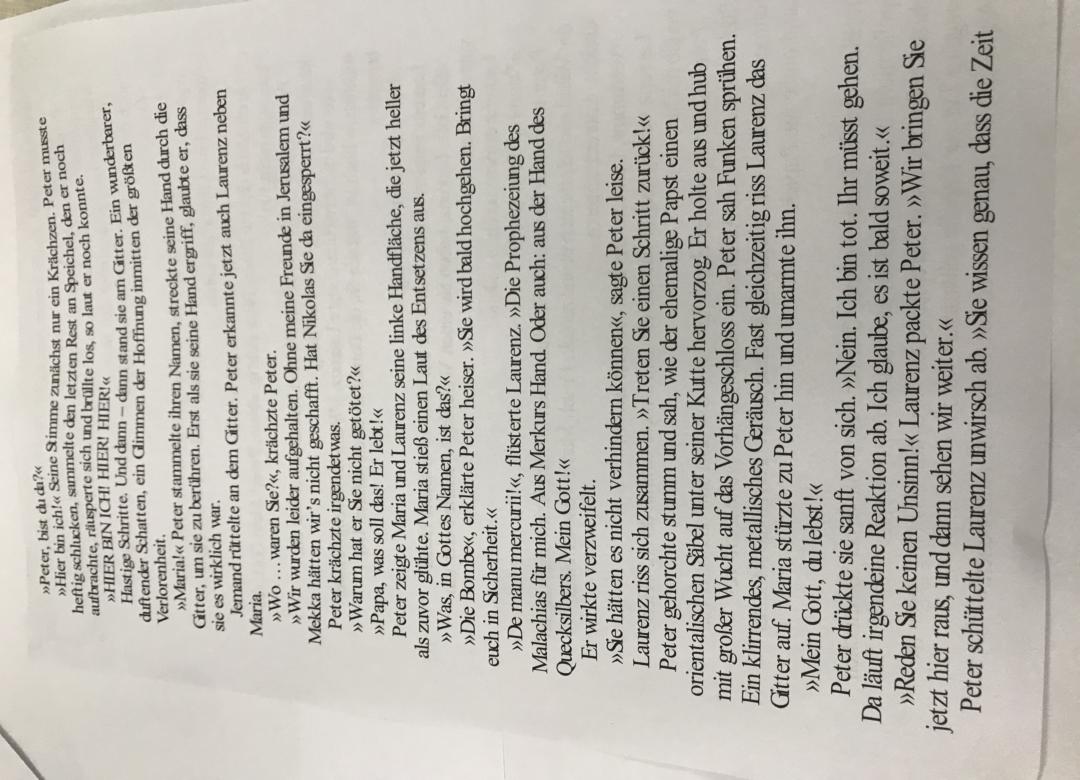 »Peter, bist du da?«
»Hier bin ich!« Seine Stimme zunächst nur ein Krächzen. Peter musste
heftig schlucken, sammelte den letzten Rest an Speichel, den er noch
aufbrachte, räusperte sich und brüllte los, so laut er noch konnte.
»HIER BIN ICH! HIER! HIER!«
Hastige Schritte. Und dann – dann stand sie am Gitter. Ein wunderbarer,
duftender Schatten, ein Glimmen der Hoffnung inmitten der größten
Verlorenheit.
»Maria!« Peter stammelte ihren Namen, streckte seine Hand durch die
Gitter, um sie zu berühren. Erst als sie seine Hand ergriff, glaubte er, dass
sie es wirklich war.
Jemand rüttelte an dem Gitter. Peter erkannte jetzt auch Laurenz neben
Maria.
»Wo … waren Sie?«, krächzte Peter.
»Wir wurden leider aufgehalten. Ohne meine Freunde in Jerusalem und
Mekka hätten wir’s nicht geschafft. Hat Nikolas Sie da eingesperrt?«
Peter krächzte irgendetwas.
»Warum hat er Sie nicht getötet?«
»Papa, was soll das! Er lebt!«
Peter zeigte Maria und Laurenz seine linke Handfläche, die jetzt heller
als zuvor glühte. Maria stieß einen Laut des Entsetzens aus.
»Was, in Gottes Namen, ist das?«
»Die Bombe«, erklärte Peter heiser. »Sie wird bald hochgehen. Bringt
euch in Sicherheit.«
»De manu mercurii!«, flüsterte Laurenz. »Die Prophezeiung des
Malachias für mich. Aus Merkurs Hand. Oder auch: aus der Hand des
Quecksilbers. Mein Gott!«
Er wirkte verzweifelt.
»Sie hätten es nicht verhindern können«, sagte Peter leise.
Laurenz riss sich zusammen. »Treten Sie einen Schritt zurück!«
Peter gehorchte stumm und sah, wie der ehemalige Papst einen
orientalischen Säbel unter seiner Kutte hervorzog. Er holte aus und hub
mit großer Wucht auf das Vorhängeschloss ein. Peter sah Funken sprühen.
Ein klirrendes, metallisches Geräusch. Fast gleichzeitig riss Laurenz das
Gitter auf. Maria stürzte zu Peter hin und umarmte ihn.
»Mein Gott, du lebst!«
Peter drückte sie sanft von sich. »Nein. Ich bin tot. Ihr müsst gehen.
Da läuft irgendeine Reaktion ab. Ich glaube, es ist bald soweit.«
»Reden Sie keinen Unsinn!« Laurenz packte Peter. »Wir bringen Sie
jetzt hier raus, und dann sehen wir weiter.«
Peter schüttelte Laurenz unwirsch ab. »Sie wissen genau, dass die Zeit